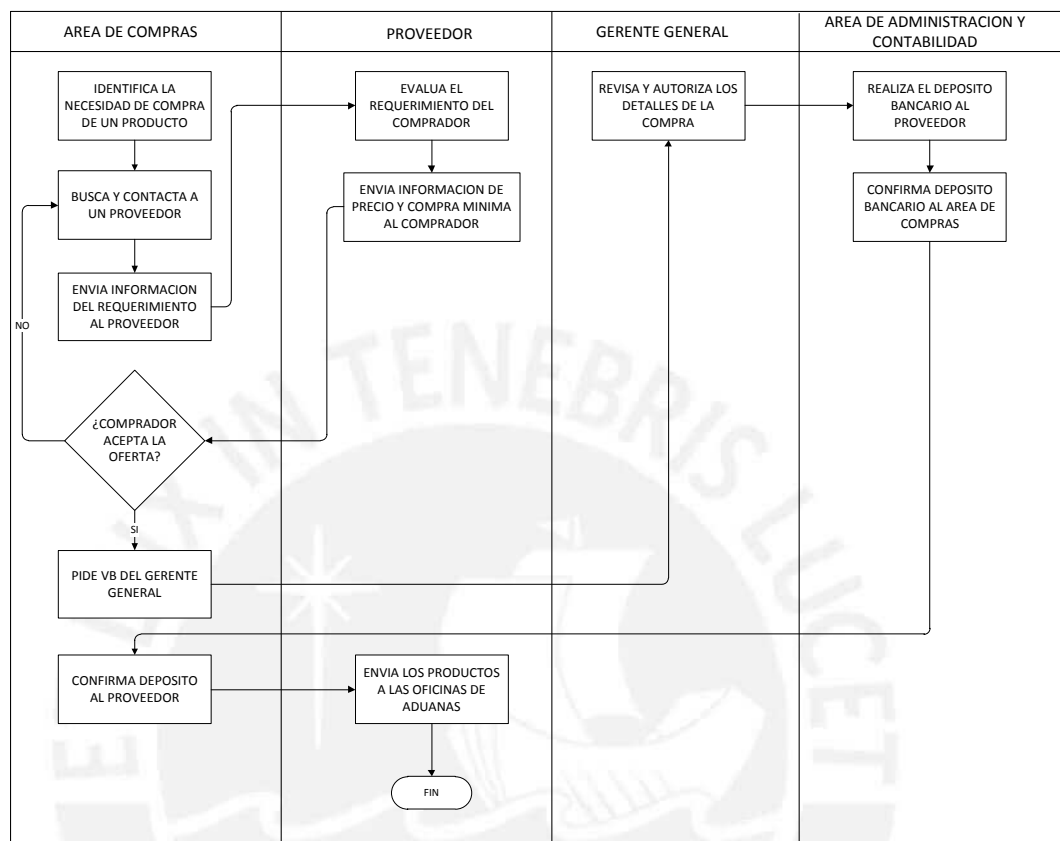 AREA DE COMPRAS
PROVEEDOR
GERENTE GENERAL
AREA DE ADMINISTRACION Y
CONTABILIDAD
IDENTIFICA LA
NECESIDAD DE COMPRA
DE UN PRODUCTO
EVALUA EL
REQUERIMIENTO DEL
COMPRADOR
REVISA Y AUTORIZA LOS
DETALLES DE LA
COMPRA
REALIZA EL DEPOSITO
BANCARIO AL
PROVEEDOR
BUSCA Y CONTACTA A
UN PROVEEDOR
ENVIA INFORMACION DE
PRECIO Y COMPRA MINIMA
AL COMPRADOR
CONFIRMA DEPOSITO
BANCARIO AL AREA DE
COMPRAS
ENVIA INFORMACION
DEL REQUERIMIENTO
AL PROVEEDOR
NO
¿COMPRADOR
ACEPTA LA
OFERTA?
SI
PIDE VB DEL GERENTE
GENERAL
CONFIRMA DEPOSITO
AL PROVEEDOR
ENVIA LOS PRODUCTOS
A LAS OFICINAS DE
ADUANAS
FIN
IN TENEBRIS LUCET